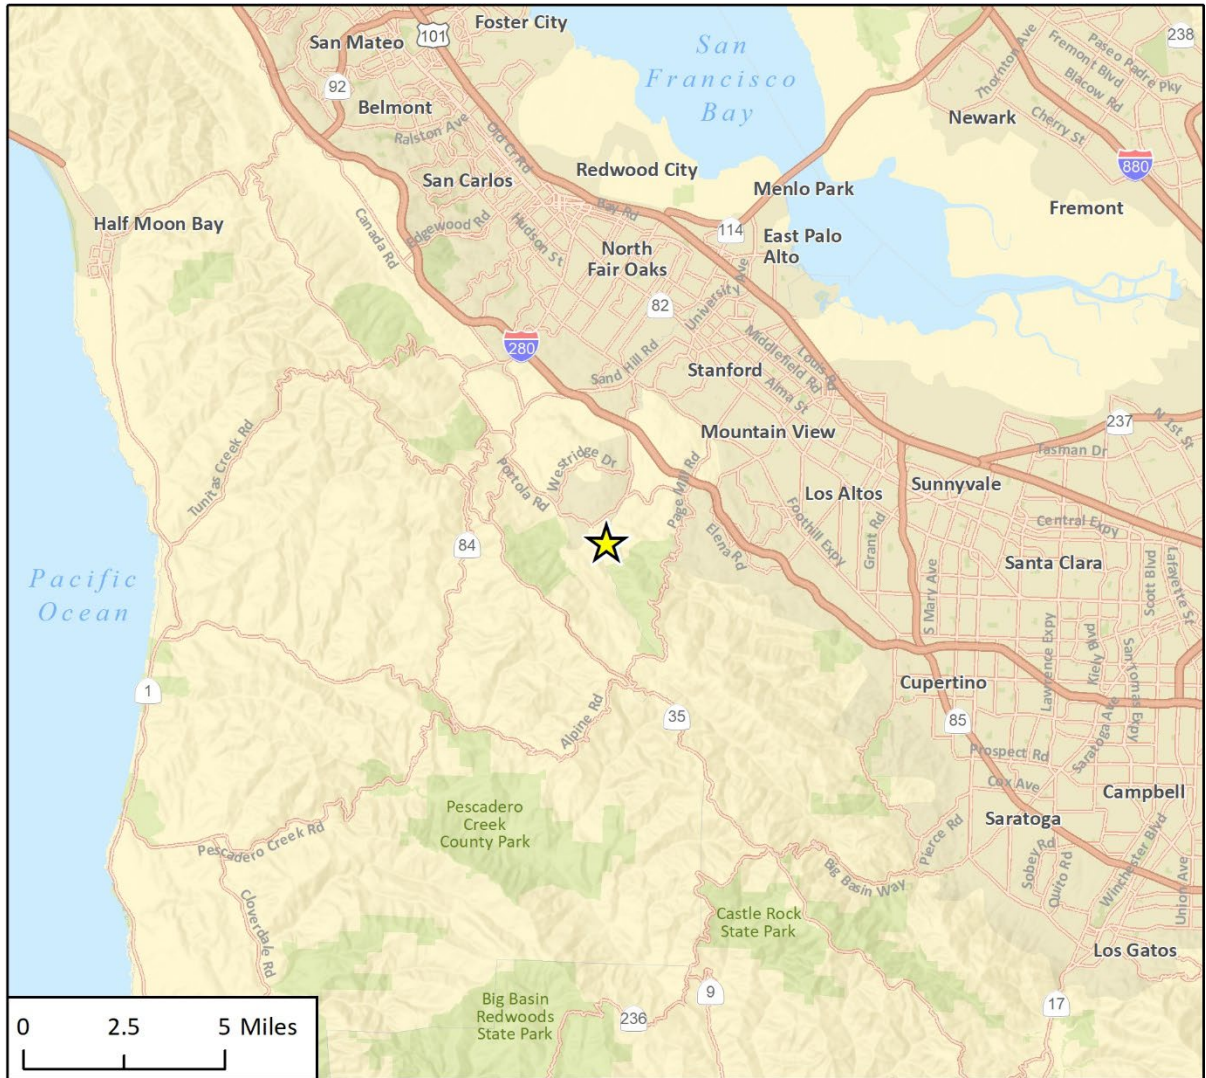 Foster City
San Mateo
101
238
San
Francisco
Bay
Thornton Ave
Fremont Blvd
Paseo Padre Pky
Blacow Rd
92
Belmont
Ralston Ave
Old Cr Rd
Newark
Cherry St
880
San Carlos
Redwood City
Menlo Park
Half Moon Bay
Canada Rd
Edgewood Rd
Hudson St
Bay Rd
114
Fremont
East Palo
Alto
North
Fair Oaks
University Ave
82
280
Sand Hill Rd
Stanford
Middlefield Rd
Louis Rd
Alma St
Tunitas Creek Rd
Portola Rd
Westridge Dr
Mountain View
Page Mill Rd
237
N 1st St
Tasman Dr
Sunnyvale
Los Altos
Foothill Expy
Grant Rd
Elena Rd
Central Expy
84
Santa Clara
Scott Blvd
Lafayette St
Pacific
Ocean
S Mary Ave
Lawrence Expy
Kiely Blvd
San Tomas Expy
1
Cupertino
Alpine Rd
35
85
Saratoga Ave
Prospect Rd
Cox Ave
Campbell
Pescadero
Creek
County Park
Saratoga
Pescadero Creek Rd
Pierce Rd
Sobey Rd
Quito Rd
Winchester Blvd
Union Ave
Big Basin Way
Cloverdale Rd
Castle Rock
State Park
Los Gatos
Big Basin
Redwoods
State Park
9
236
17
0 2.5 5 Miles